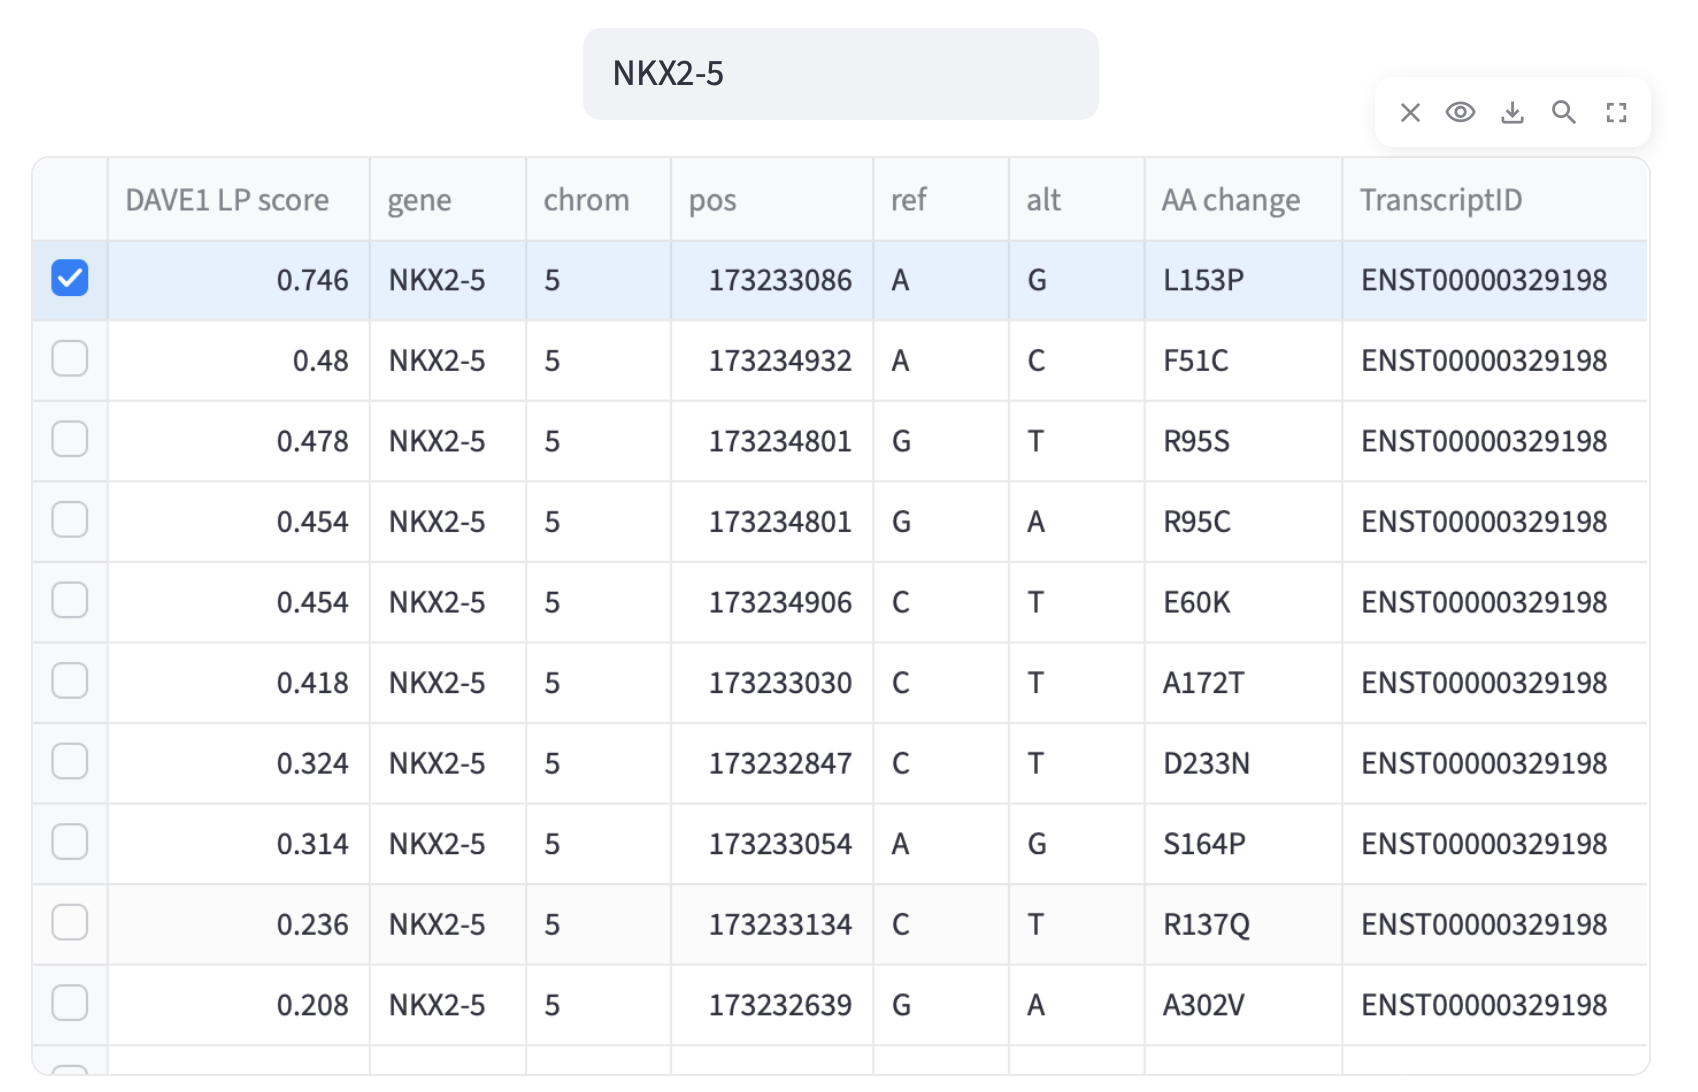 NKX2-5
DAVE1 LP score gene chrom pos ref alt AA change TranscriptID
0.746 NKX2-5 5 173233086 A G L153P ENST00000329198
0.48 NKX2-5 5 173234932 A C F51C ENST00000329198
0.478 NKX2-5 5 173234801 G T R95S ENST00000329198
0.454 NKX2-5 5 173234801 G A R95C ENST00000329198
0.454 NKX2-5 5 173234906 C T E60K ENST00000329198
0.418 NKX2-5 5 173233030 C T A172T ENST00000329198
0.324 NKX2-5 5 173232847 C T D233N ENST00000329198
0.314 NKX2-5 5 173233054 A G S164P ENST00000329198
0.236 NKX2-5 5 173233134 C T R137Q ENST00000329198
0.208 NKX2-5 5 173232639 G A A302V ENST00000329198